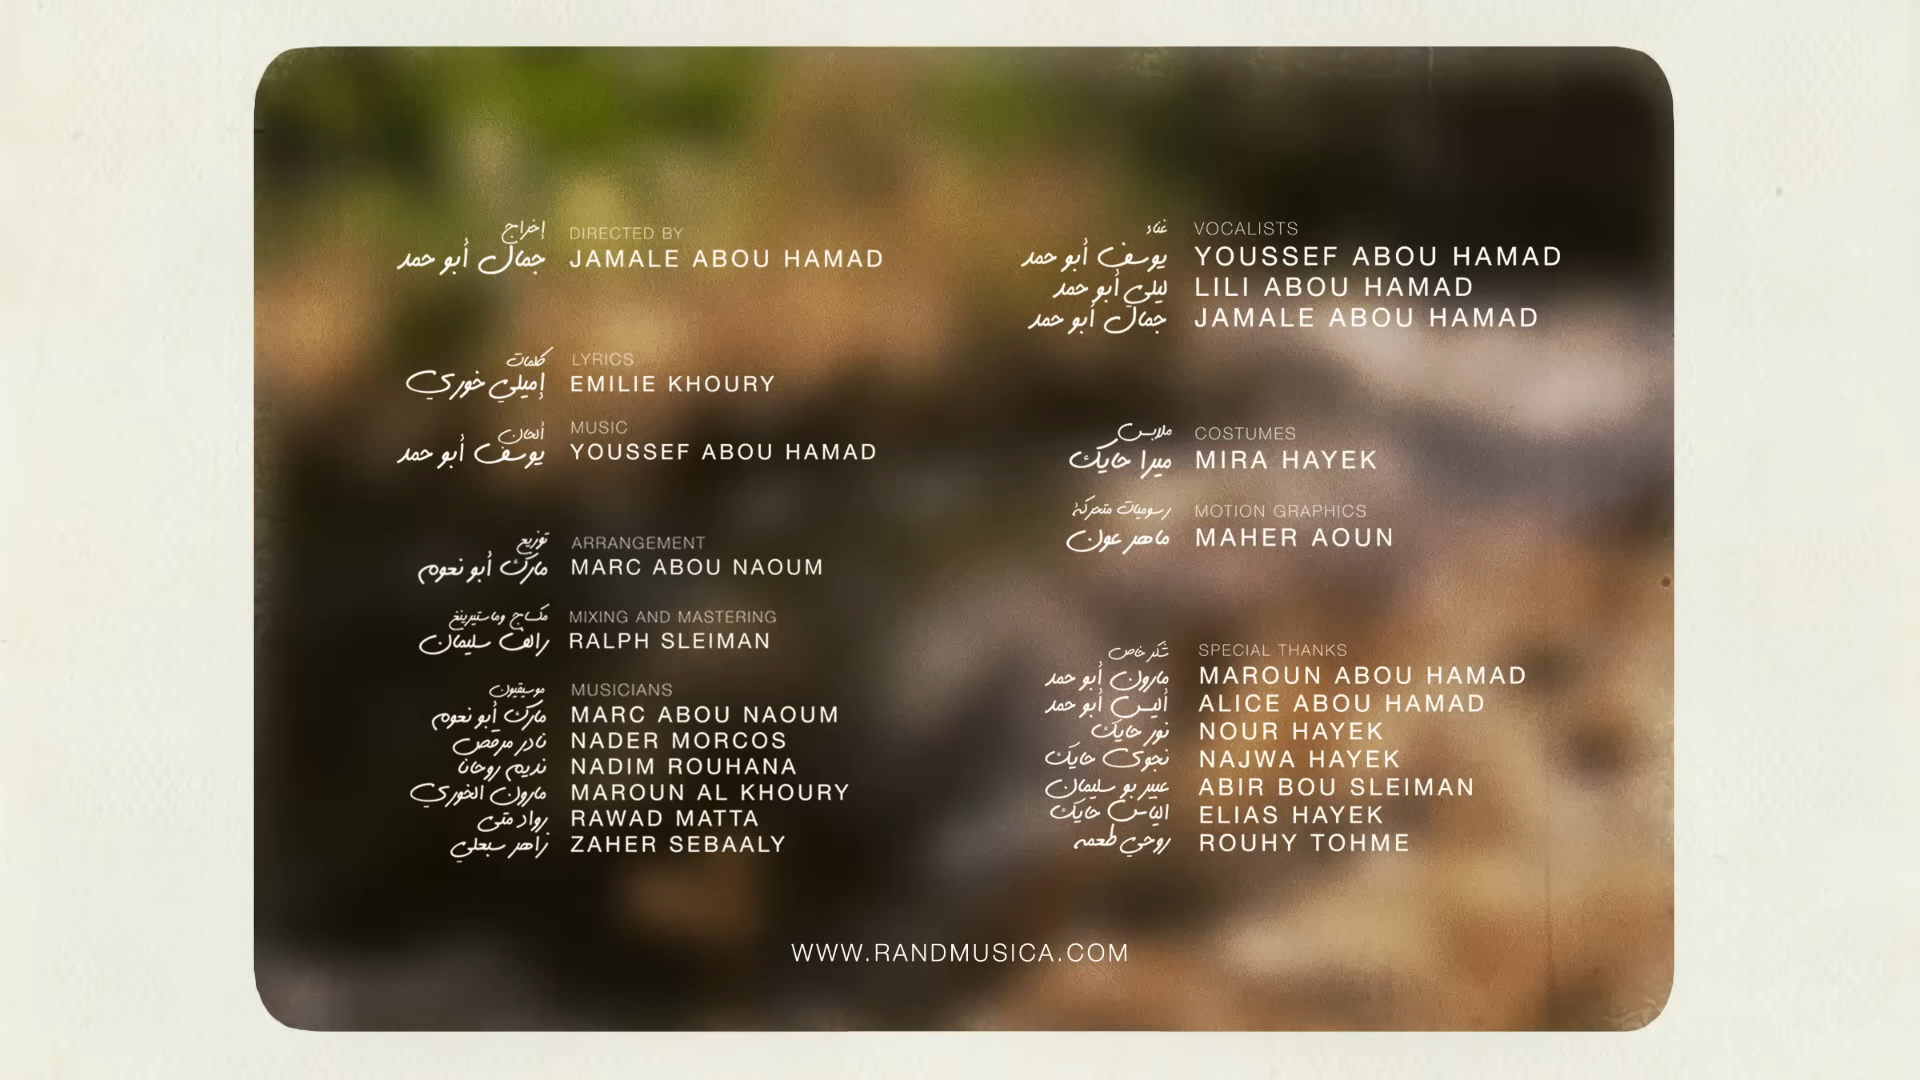 إخراج DIRECTED BY
جمال أبو حمد JAMALE ABOU HAMAD
كلمات LYRICS
إميلي خوري EMILIE KHOURY
ألحان MUSIC
يوسف أبو حمد YOUSSEF ABOU HAMAD
توزيع ARRANGEMENT
مارك أبو نعوم MARC ABOU NAOUM
مكساج وماستيرينغ MIXING AND MASTERING
رالف سليمان RALPH SLEIMAN
موسيقيون MUSICIANS
مارك أبو نعوم MARC ABOU NAOUM
نادر مرقص NADER MORCOS
نديم روحانا NADIM ROUHANA
مارون الخوري MAROUN AL KHOURY
رواد متى RAWAD MATTA
زاهر سبعلي ZAHER SEBAALY
غناء VOCALISTS
يوسف أبو حمد YOUSSEF ABOU HAMAD
ليلي أبو حمد LILI ABOU HAMAD
جمال أبو حمد JAMALE ABOU HAMAD
ملابس COSTUMES
ميرا حايك MIRA HAYEK
رسوميات متحركة MOTION GRAPHICS
ماهر عون MAHER AOUN
شكر خاص SPECIAL THANKS
مارون أبو حمد MAROUN ABOU HAMAD
أليس أبو حمد ALICE ABOU HAMAD
نور حايك NOUR HAYEK
نجوى حايك NAJWA HAYEK
عبير بو سليمان ABIR BOU SLEIMAN
الياس حايك ELIAS HAYEK
روحي طعمه ROUHY TOHME
WWW.RANDMUSICA.COM